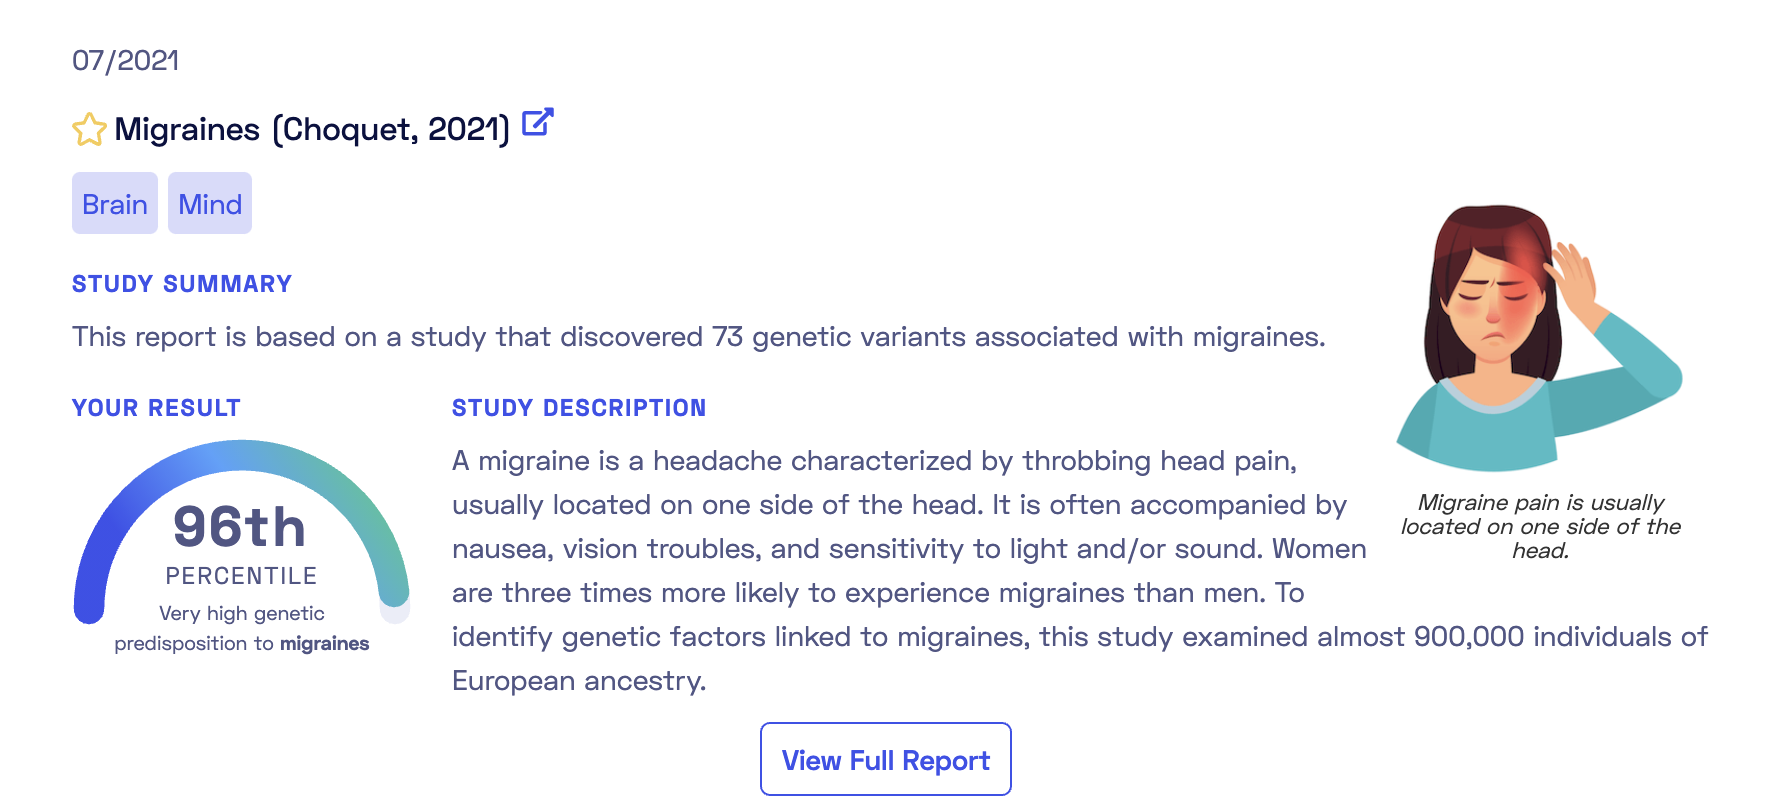 07/2021
Migraines (Choquet, 2021)
Brain Mind
STUDY SUMMARY
This report is based on a study that discovered 73 genetic variants associated with migraines.
YOUR RESULT
96th
PERCENTILE
Very high genetic
predisposition to migraines
STUDY DESCRIPTION
A migraine is a headache characterized by throbbing head pain,
usually located on one side of the head. It is often accompanied by
nausea, vision troubles, and sensitivity to light and/or sound. Women
are three times more likely to experience migraines than men. To
identify genetic factors linked to migraines, this study examined almost 900,000 individuals of
European ancestry.
Migraine pain is usually
located on one side of the
head.
View Full Report